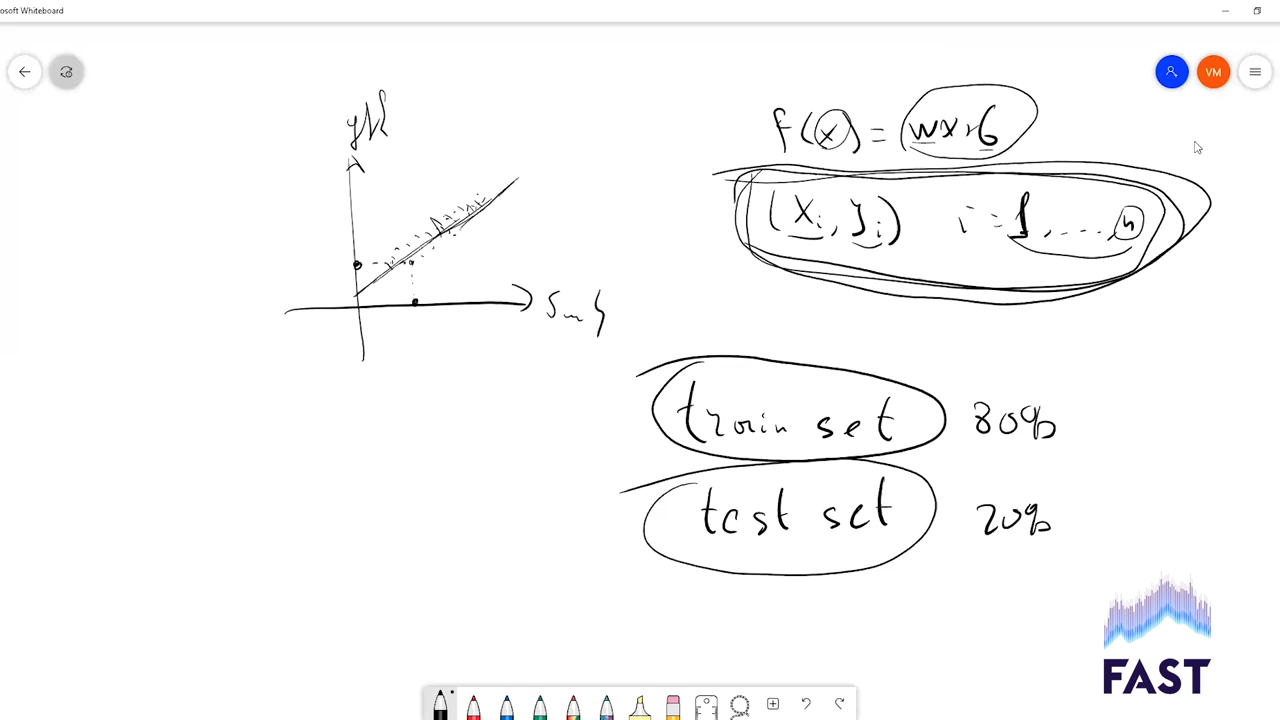 osoft Whiteboard
VM
f(x) = wx+b
(xi, yi) i = 1, .... n
train set 80%
test set 20%
FAST